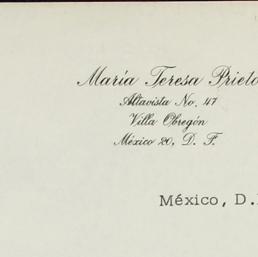 María Teresa Prieto
Altavista No. 47
Villa Obregón
México 20, D. F.
México, D.